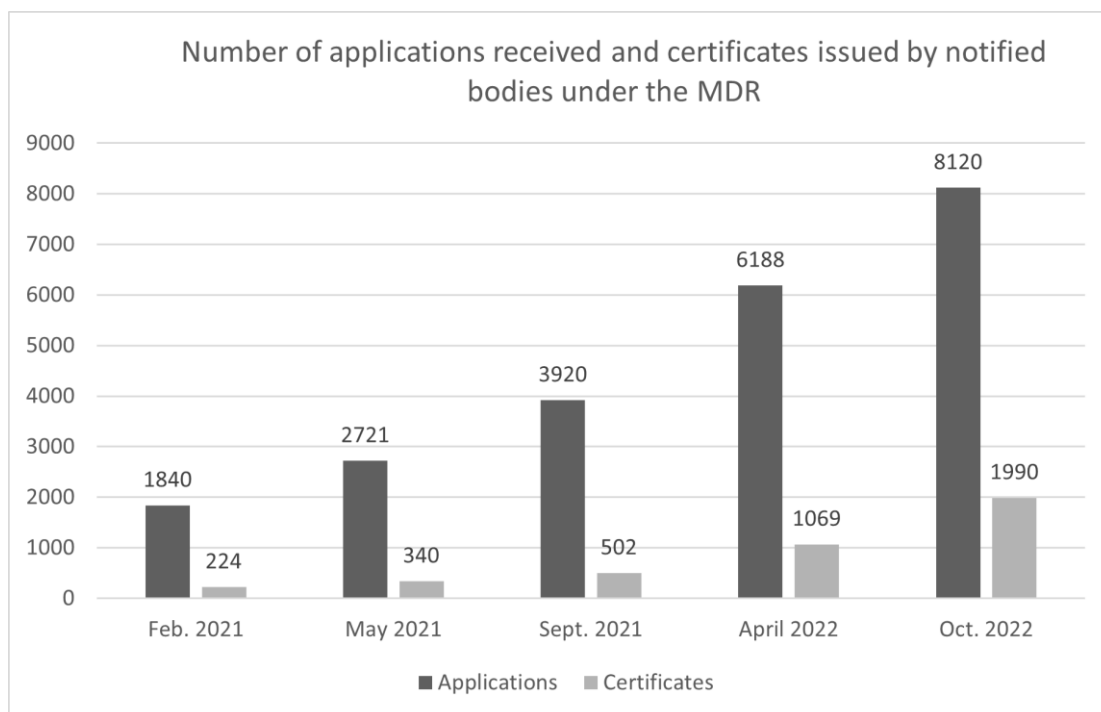 Number of applications received and certificates issued by notified
bodies under the MDR
9000
8000
7000
6000
5000
4000
3000
2000
1000
0
1840
224
2721
340
3920
502
6188
1069
8120
1990
Feb. 2021
May 2021
Sept. 2021
April 2022
Oct. 2022
Applications
Certificates